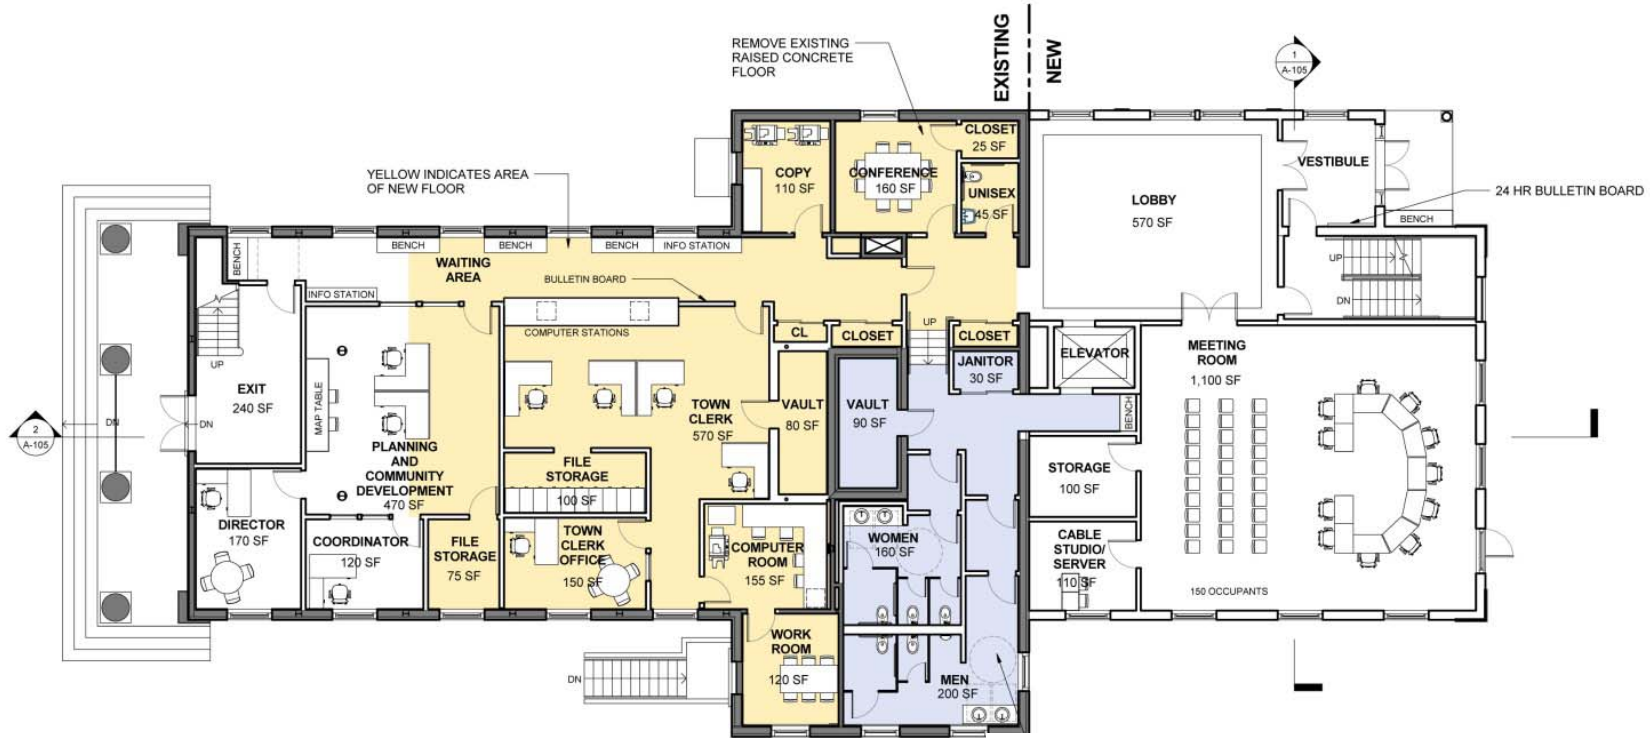 REMOVE EXISTING
RAISED CONCRETE
FLOOR
EXISTING
NEW
1
A-105
YELLOW INDICATES AREA
OF NEW FLOOR
COPY
110 SF
CONFERENCE
160 SF
CLOSET
25 SF
UNISEX
45 SF
LOBBY
570 SF
VESTIBULE
24 HR BULLETIN BOARD
BENCH
BENCH
BENCH
BENCH
BENCH
INFO STATION
WAITING
AREA
INFO STATION
BULLETIN BOARD
COMPUTER STATIONS
UP
DN
UP
EXIT
240 SF
DN
DN
2
A-105
MAP TABLE
PLANNING
AND
COMMUNITY
DEVELOPMENT
470 SF
TOWN
CLERK
570 SF
CL
CLOSET
UP
CLOSET
JANITOR
30 SF
ELEVATOR
VAULT
80 SF
VAULT
90 SF
BENCH
MEETING
ROOM
1,100 SF
STORAGE
100 SF
FILE
STORAGE
100 SF
DIRECTOR
170 SF
COORDINATOR
120 SF
FILE
STORAGE
75 SF
TOWN
CLERK
OFFICE
150 SF
COMPUTER
ROOM
155 SF
WOMEN
160 SF
CABLE
STUDIO/
SERVER
110 SF
150 OCCUPANTS
WORK
ROOM
120 SF
MEN
200 SF
DN